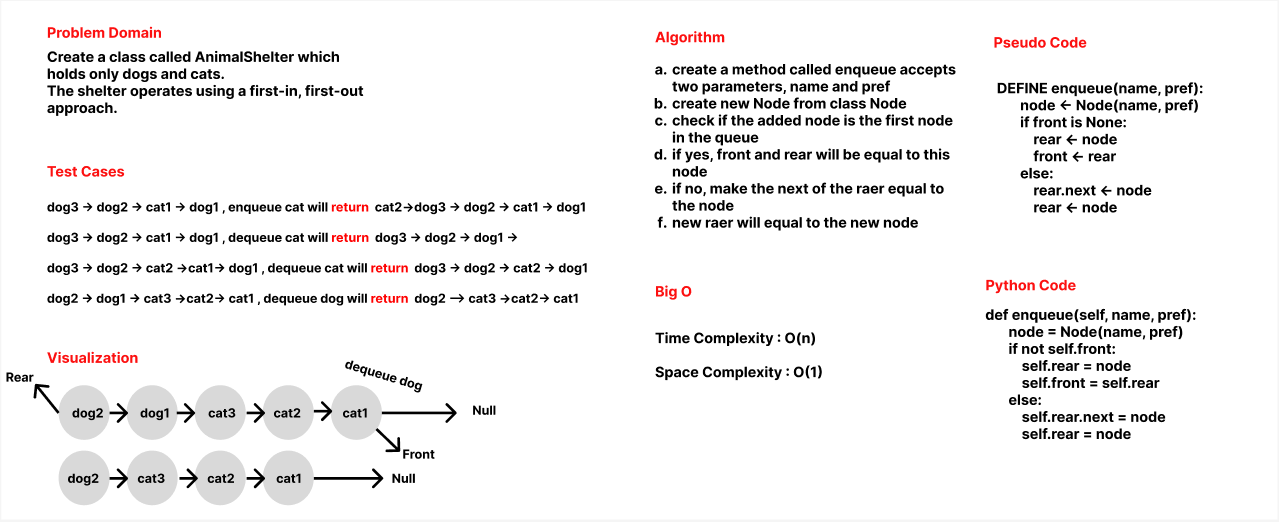 Problem Domain
Create a class called AnimalShelter which
holds only dogs and cats.
The shelter operates using a first-in, first-out
approach.
Test Cases
dog3 → dog2 → cat1 → dog1 , enqueue cat will return cat2→dog3 → dog2 → cat1 → dog1
dog3 → dog2 → cat1 → dog1 , dequeue cat will return dog3 → dog2 → dog1 →
dog3 → dog2 → cat2 →cat1→ dog1 , dequeue cat will return dog3 → dog2 → cat2 → dog1
dog2 → dog1 → cat3 →cat2→ cat1 , dequeue dog will return dog2 —> cat3 →cat2→ cat1
Visualization
Rear
dequeue dog
dog2 dog1 cat3 cat2 cat1 Null
Front
dog2 cat3 cat2 cat1 Null
Algorithm
a. create a method called enqueue accepts
two parameters, name and pref
b. create new Node from class Node
c. check if the added node is the first node
in the queue
d. if yes, front and rear will be equal to this
node
e. if no, make the next of the raer equal to
the node
f. new raer will equal to the new node
Big O
Time Complexity : O(n)
Space Complexity : O(1)
Pseudo Code
DEFINE enqueue(name, pref):
node ← Node(name, pref)
if front is None:
rear ← node
front ← rear
else:
rear.next ← node
rear ← node
Python Code
def enqueue(self, name, pref):
node = Node(name, pref)
if not self.front:
self.rear = node
self.front = self.rear
else:
self.rear.next = node
self.rear = node